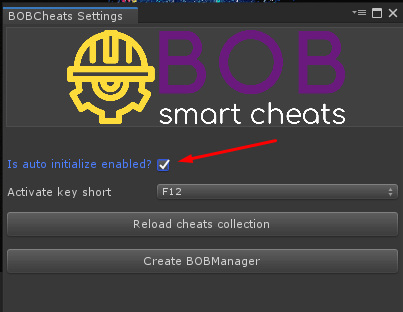 BOBCheats Settings
BOB
smart cheats
Is auto initialize enabled?
Activate key short F12
Reload cheats collection
Create BOBManager